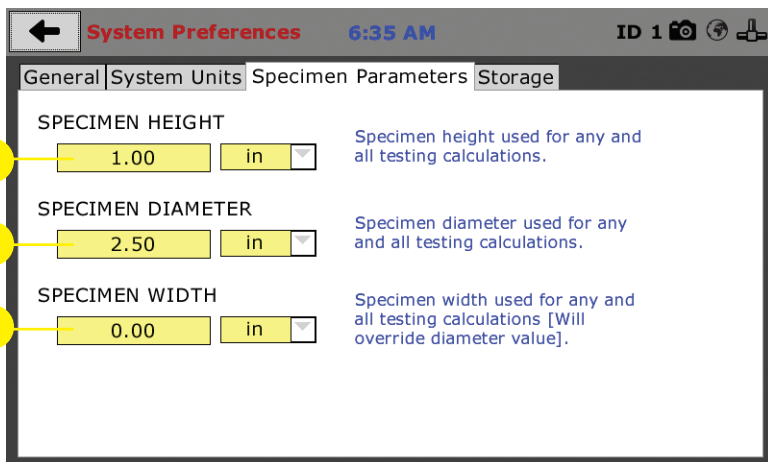 System Preferences 6:35 AM ID 1
General System Units Specimen Parameters Storage
SPECIMEN HEIGHT
1.00 in
Specimen height used for any and
all testing calculations.
SPECIMEN DIAMETER
2.50 in
Specimen diameter used for any
and all testing calculations.
SPECIMEN WIDTH
0.00 in
Specimen width used for any and
all testing calculations [Will
override diameter value].